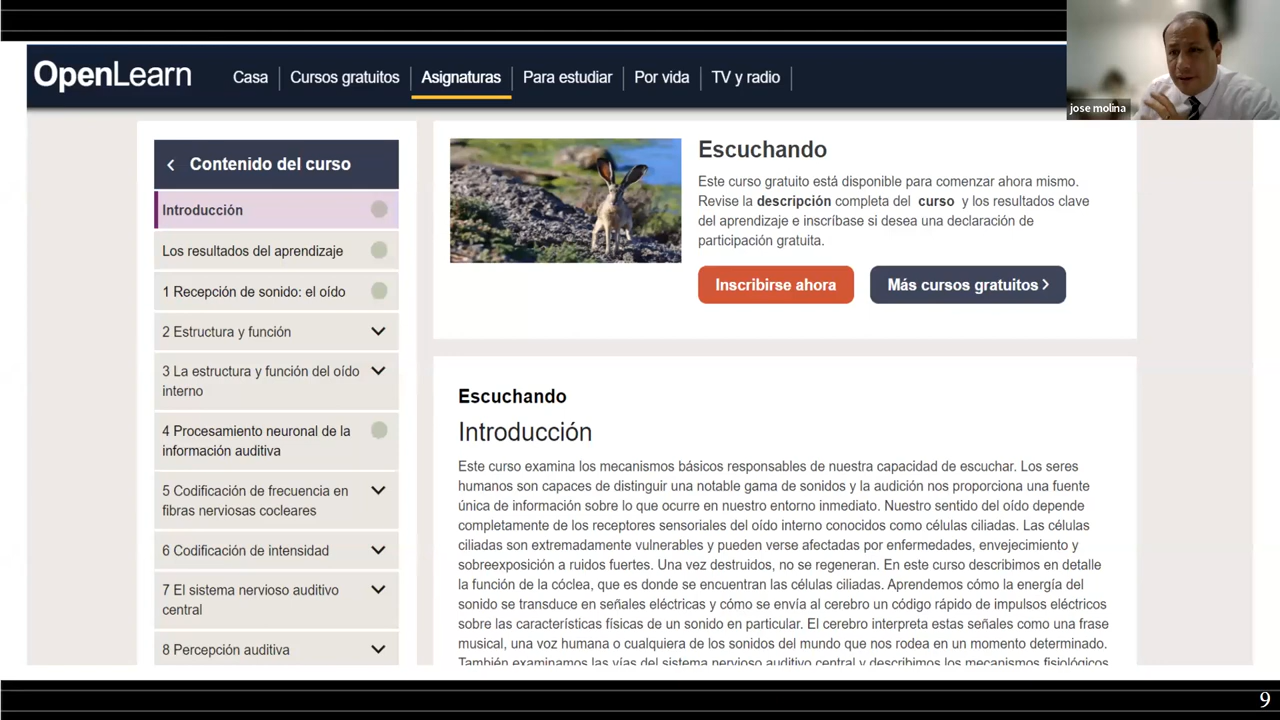 OpenLearn
Casa
Cursos gratuitos
Asignaturas
Para estudiar
Por vida
TV y radio
jose molina
Contenido del curso
Introducción
Los resultados del aprendizaje
1 Recepción de sonido: el oído
2 Estructura y función
3 La estructura y función del oído
interno
4 Procesamiento neuronal de la
información auditiva
5 Codificación de frecuencia en
fibras nerviosas cocleares
6 Codificación de intensidad
7 El sistema nervioso auditivo
central
8 Percepción auditiva
Escuchando
Este curso gratuito está disponible para comenzar ahora mismo.
Revise la descripción completa del curso y los resultados clave
del aprendizaje e inscríbase si desea una declaración de
participación gratuita.
Inscribirse ahora
Más cursos gratuitos >
Escuchando
Introducción
Este curso examina los mecanismos básicos responsables de nuestra capacidad de escuchar. Los seres
humanos son capaces de distinguir una notable gama de sonidos y la audición nos proporciona una fuente
única de información sobre lo que ocurre en nuestro entorno inmediato. Nuestro sentido del oído depende
completamente de los receptores sensoriales del oído interno conocidos como células ciliadas. Las células
ciliadas son extremadamente vulnerables y pueden verse afectadas por enfermedades, envejecimiento y
sobreexposición a ruidos fuertes. Una vez destruidos, no se regeneran. En este curso describimos en detalle
la función de la cóclea, que es donde se encuentran las células ciliadas. Aprendemos cómo la energía del
sonido se transduce en señales eléctricas y cómo se envía al cerebro un código rápido de impulsos eléctricos
sobre las características físicas de un sonido en particular. El cerebro interpreta estas señales como una frase
musical, una voz humana o cualquiera de los sonidos del mundo que nos rodea en un momento determinado.
También examinamos las vías del sistema nervioso auditivo central y describimos los mecanismos fisiológicos
9